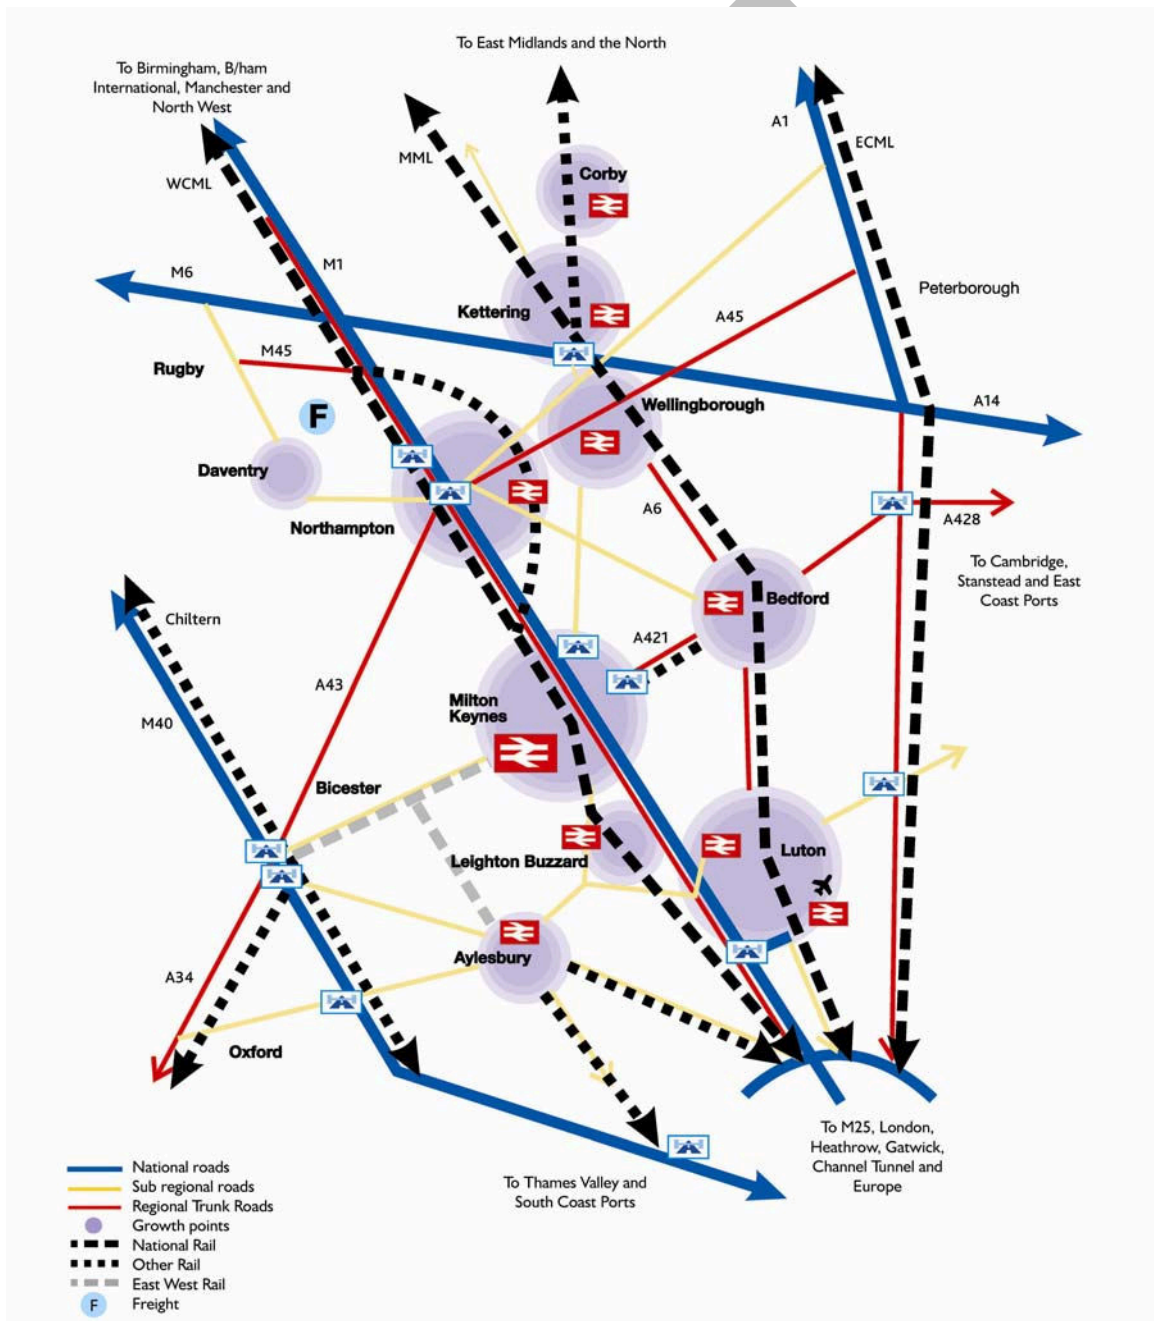 To East Midlands and the North
To Birmingham, B/ham
International, Manchester and
North West
A1
ECML
MML
WCML
Corby
M1
M6
Kettering
Peterborough
A45
M45
Rugby
A14
Wellingborough
F
Daventry
Northampton
A6
A428
To Cambridge,
Stanstead and East
Coast Ports
Bedford
Chiltern
A421
A43
Milton
Keynes
M40
Bicester
Luton
Leighton Buzzard
Aylesbury
A34
Oxford
To M25, London,
Heathrow, Gatwick,
Channel Tunnel and
Europe
To Thames Valley and
South Coast Ports
National roads
Sub regional roads
Regional Trunk Roads
Growth points
National Rail
Other Rail
East West Rail
F Freight